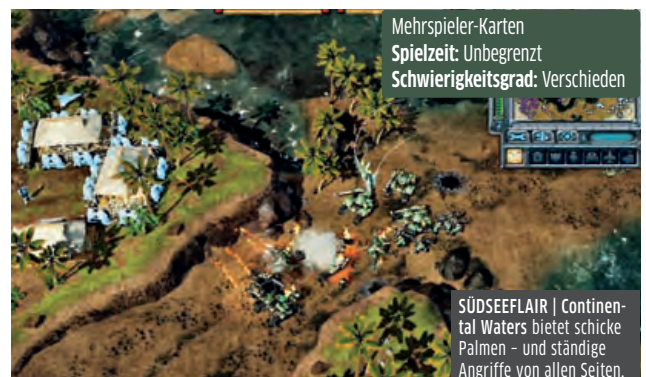 Mehrspieler-Karten
Spielzeit: Unbegrenzt
Schwierigkeitsgrad: Verschieden
SÜDSEEFLAIR | Continen-
tal Waters bietet schicke
Palmen – und ständige
Angriffe von allen Seiten.